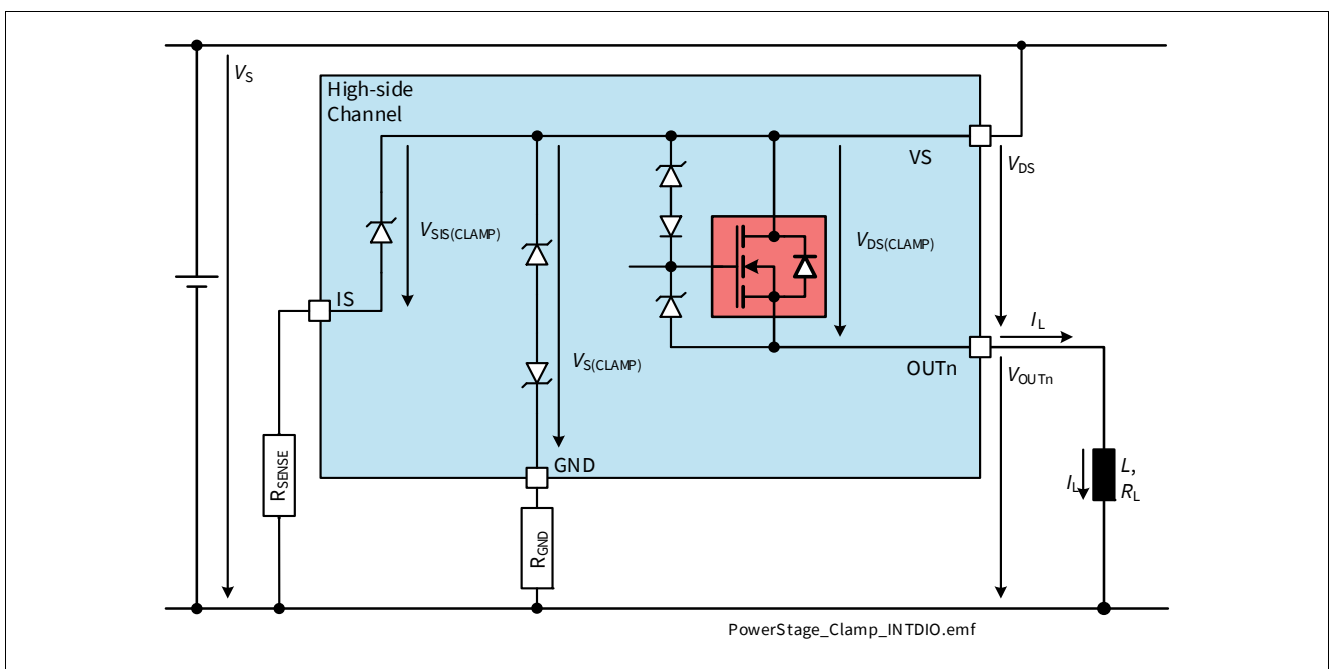 VS
High-side
Channel
VS
VDS
VSIS(CLAMP)
VDS(CLAMP)
IS
IL
VS(CLAMP)
OUTn
VOUTn
RSENSE
GND
IL
L,
RL
RGND
PowerStage_Clamp_INTDIO.emf